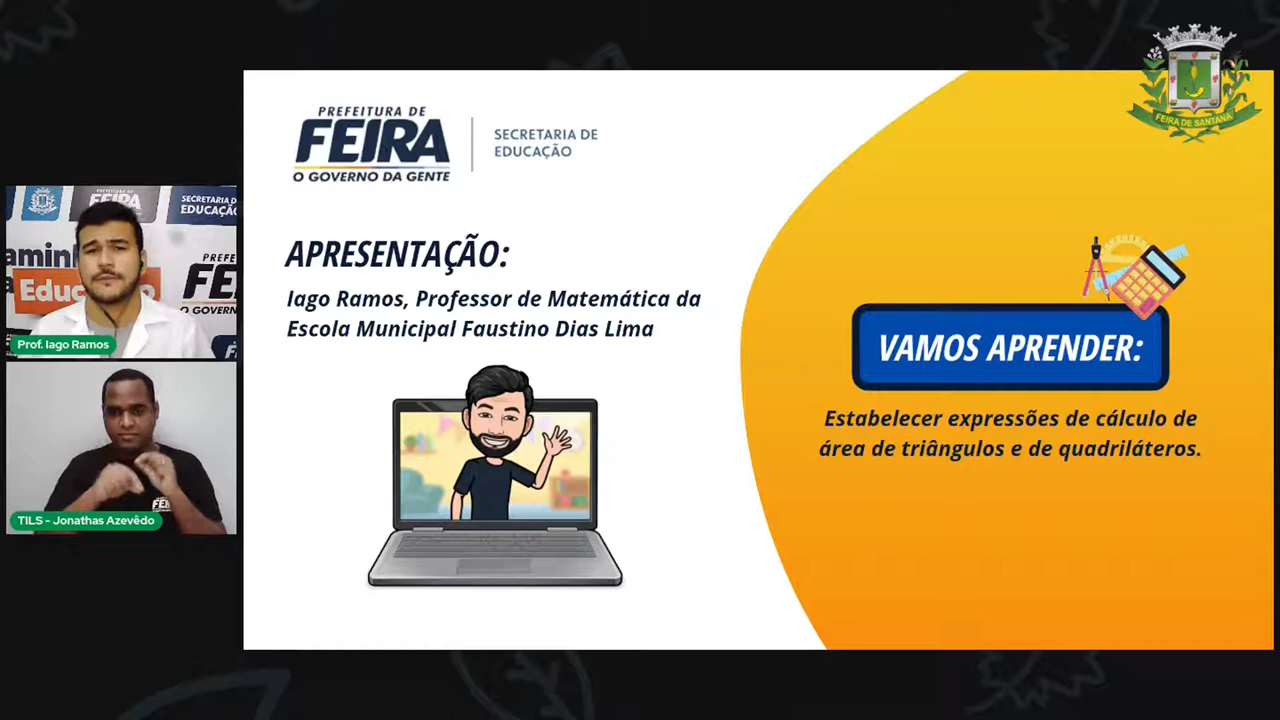 PREFEITURA DE
FEIRA
O GOVERNO DA GENTE
SECRETARIA DE
EDUCAÇÃO
FEIRA DE SANTANA
APRESENTAÇÃO:
Iago Ramos, Professor de Matemática da
Escola Municipal Faustino Dias Lima
VAMOS APRENDER:
Estabelecer expressões de cálculo de
área de triângulos e de quadriláteros.
SECRETARIA DE
EDUCAÇÃO
Prof. Iago Ramos
TILS - Jonathas Azevêdo